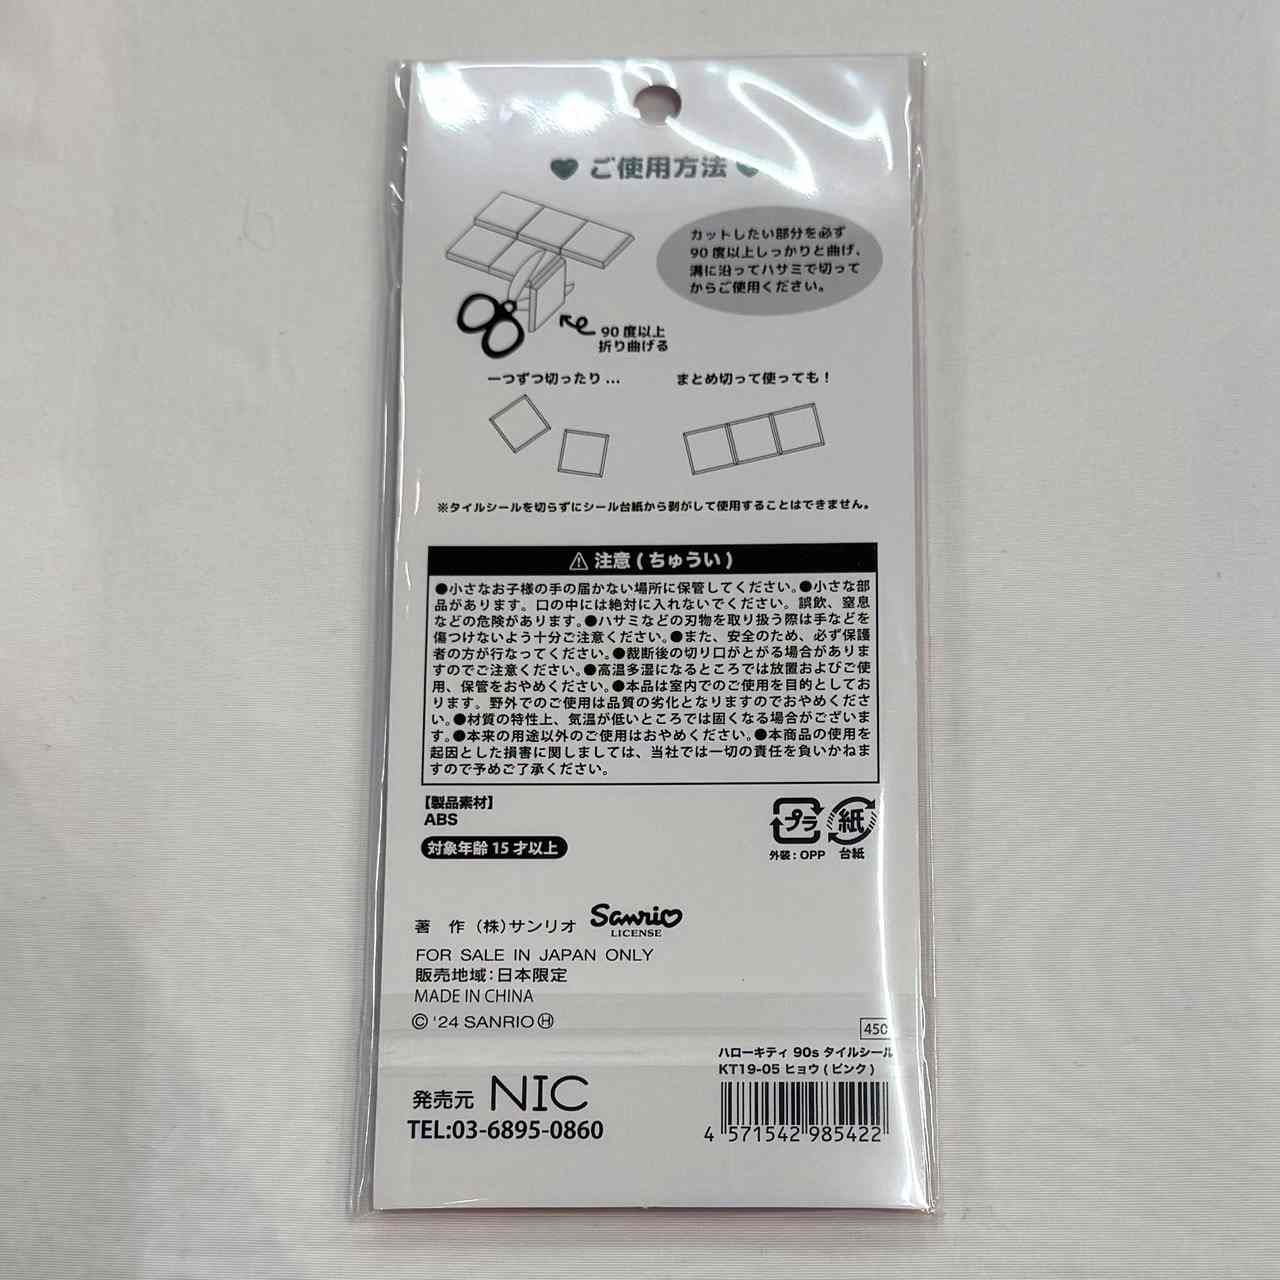 ご使用方法
カットしたい部分を必ず
90度以上しっかりと曲げ、
溝に沿ってハサミで切って
からご使用ください。
90度以上
折り曲げる
一つずつ切ったり...
まとめ切って使っても!
※タイルシールを切らずにシール台紙から剥がして使用することはできません。
⚠ 注意(ちゅうい)
●小さなお子様の手の届かない場所に保管してください。●小さな部
品があります。口の中には絶対に入れないでください。誤飲、窒息
などの危険があります。●ハサミなどの刃物を取り扱う際は手などを
傷つけないよう十分ご注意ください。●また、安全のため、必ず保護
者の方が行なってください。●裁断後の切り口がとがる場合があります
すのでご注意ください。●高温多湿になるところでは放置およびご使
用、保管をおやめください。●本品は室内でのご使用を目的としてお
ります。野外でのご使用は品質の劣化となりますのでおやめくださ
い。●材質の特性上、気温が低いところでは固くなる場合がございま
す。●本来の用途以外のご使用はおやめください。●本商品の使用を
起因とした損害に関しましては、当社では一切の責任を負いかねま
すので予めご了承ください。
【製品素材】
ABS
対象年齢15才以上
プラ
紙
外装:OPP 台紙
著 作 (株)サンリオ Sanrio
LICENSE
FOR SALE IN JAPAN ONLY
販売地域:日本限定
MADE IN CHINA
© '24 SANRIO Ⓗ
450
ハローキティ 90s タイルシール
KT19-05 ヒョウ(ピンク)
発売元 NIC
TEL:03-6895-0860
4 571542 985422